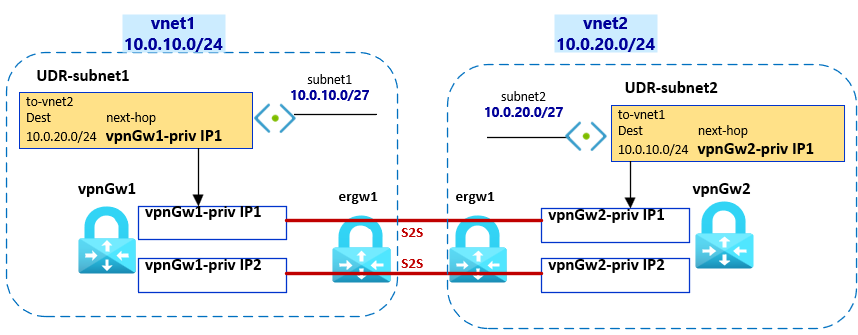 vnet1
10.0.10.0/24
vnet2
10.0.20.0/24
UDR-subnet1
to-vnet2
Dest next-hop
10.0.20.0/24 vpnGw1-priv IP1
subnet1
10.0.10.0/27
subnet2
10.0.20.0/27
UDR-subnet2
to-vnet1
Dest next-hop
10.0.10.0/24 vpnGw2-priv IP1
vpnGw1
vpnGw1-priv IP1
vpnGw1-priv IP2
ergw1
S2S
S2S
ergw1
vpnGw2-priv IP1
vpnGw2-priv IP2
vpnGw2